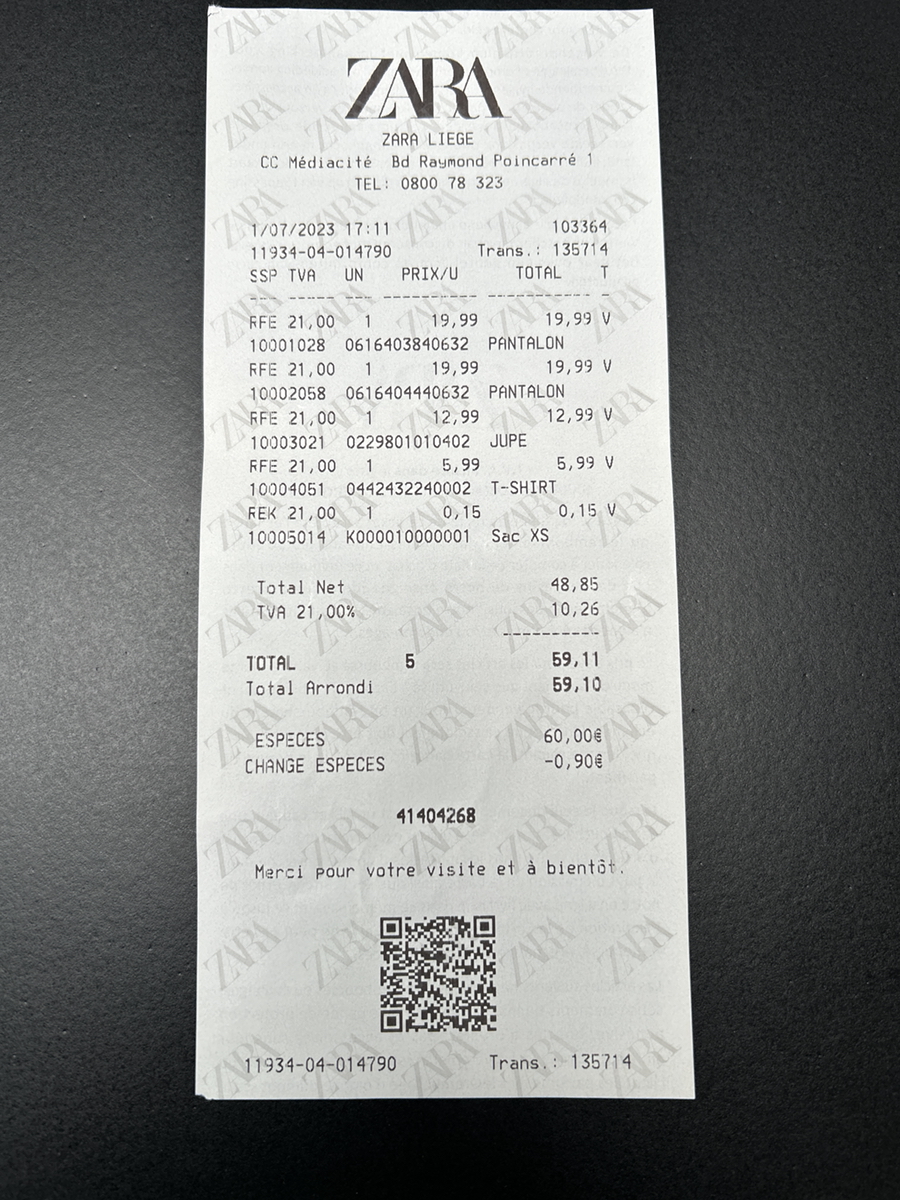 ZARA
ZARA LIEGE
CC Médiacité Bd Raymond Poincarré 1
TEL: 0800 78 323
1/07/2023 17:11 103364
11934-04-014790 Trans.: 135714
SSP TVA UN PRIX/U TOTAL T
--- ----- --- ---------- ----------- -
RFE 21,00 1 19,99 19,99 V
10001028 0616403840632 PANTALON
RFE 21,00 1 19,99 19,99 V
10002058 0616404440632 PANTALON
RFE 21,00 1 12,99 12,99 V
10003021 0229801010402 JUPE
RFE 21,00 1 5,99 5,99 V
10004051 0442432240002 T-SHIRT
REK 21,00 1 0,15 0,15 V
10005014 K000010000001 Sac XS
Total Net 48,85
TVA 21,00% 10,26
-----------
TOTAL 5 59,11
Total Arrondi 59,10
ESPECES 60,00€
CHANGE ESPECES -0,90€
41404268
Merci pour votre visite et à bientôt.
11934-04-014790 Trans.: 135714